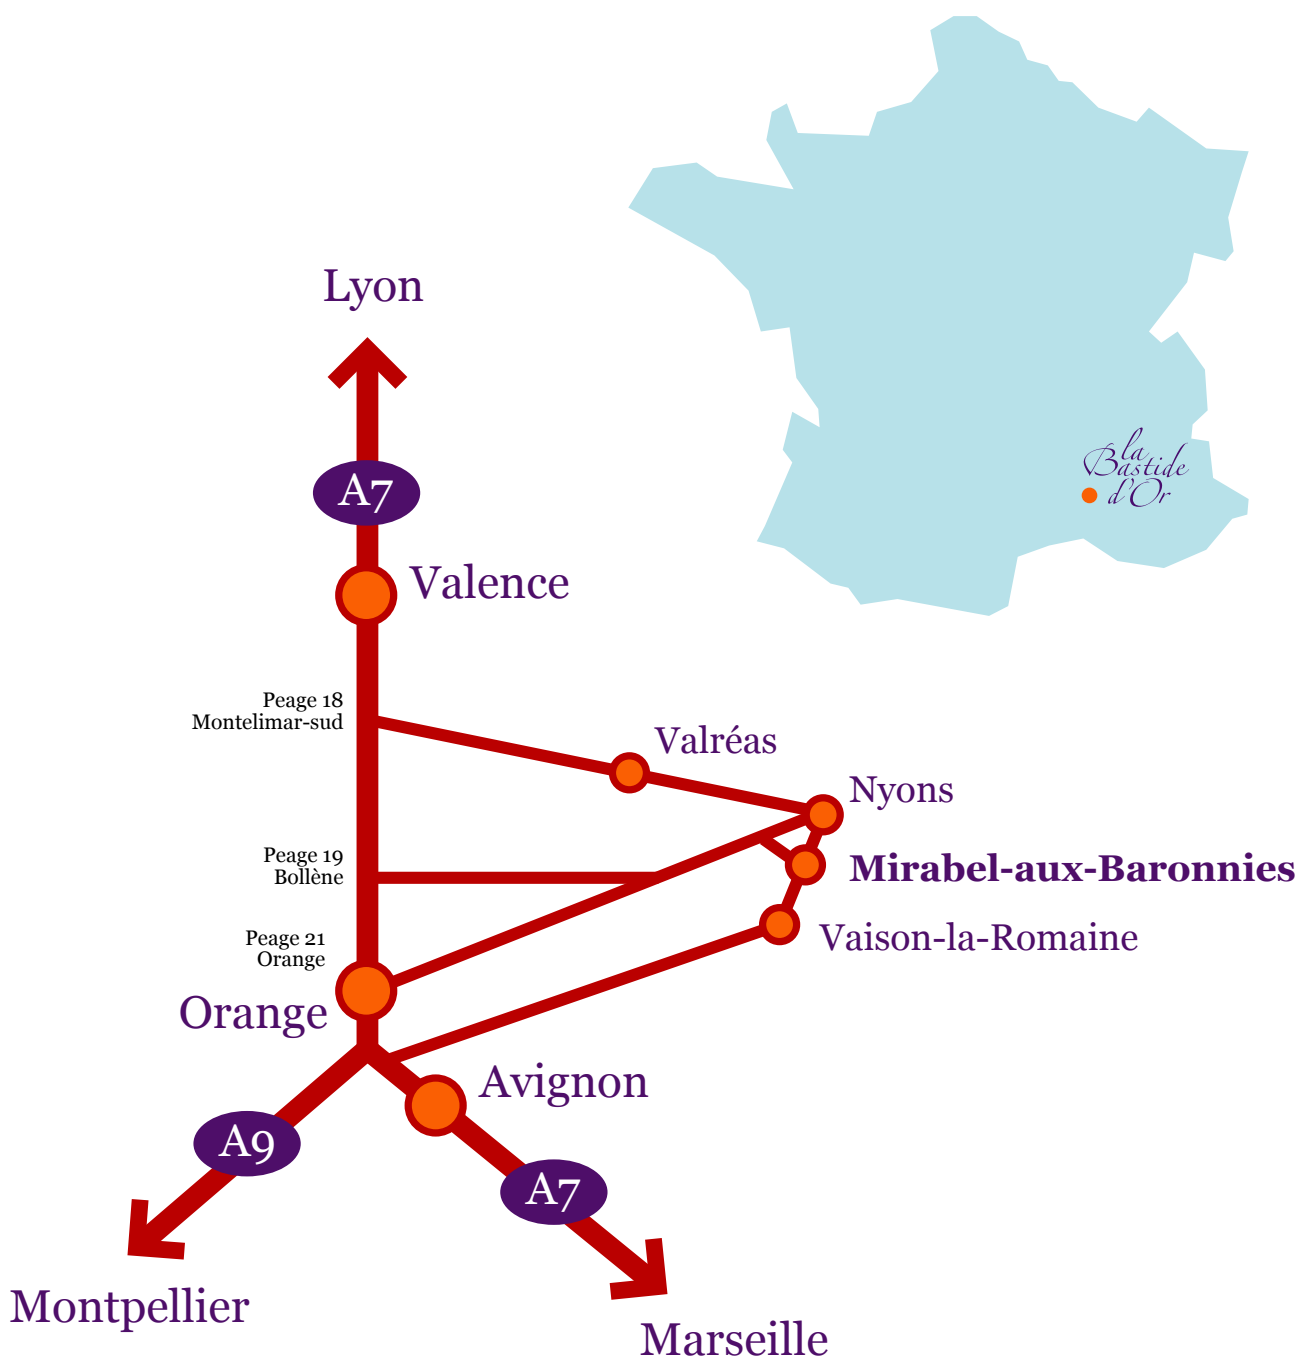 la
Bastide
d'Or
Lyon
A7
Valence
Peage 18
Montelimar-sud
Valréas
Nyons
Peage 19
Bollène
Mirabel-aux-Baronnies
Peage 21
Orange
Vaison-la-Romaine
Orange
Avignon
A9
A7
Montpellier
Marseille